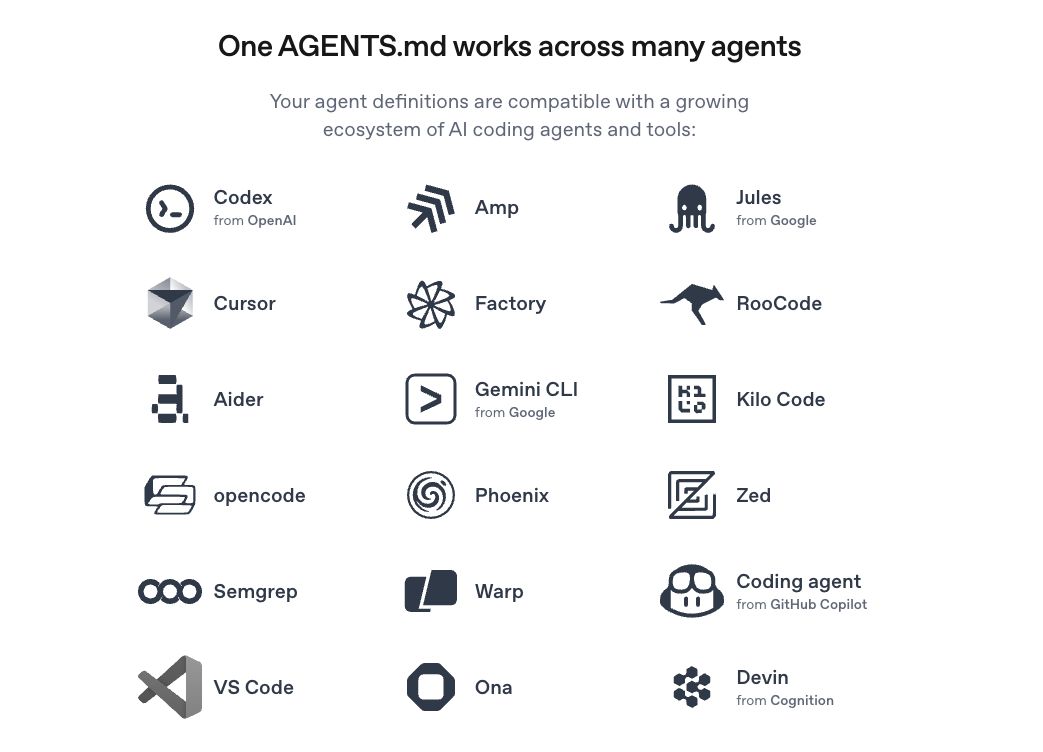 One AGENTS.md works across many agents
Your agent definitions are compatible with a growing
ecosystem of AI coding agents and tools:
Codex
from OpenAI
Amp
Jules
from Google
Cursor
Factory
RooCode
Aider
Gemini CLI
from Google
Kilo Code
opencode
Phoenix
Zed
Semgrep
Warp
Coding agent
from GitHub Copilot
VS Code
Ona
Devin
from Cognition